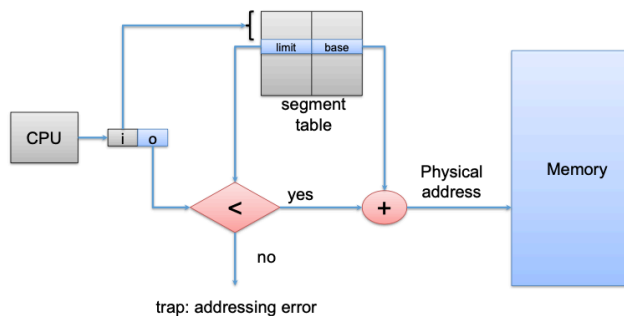 limit base
segment
table
CPU
i o
Physical
address
Memory
< yes +
no
trap: addressing error